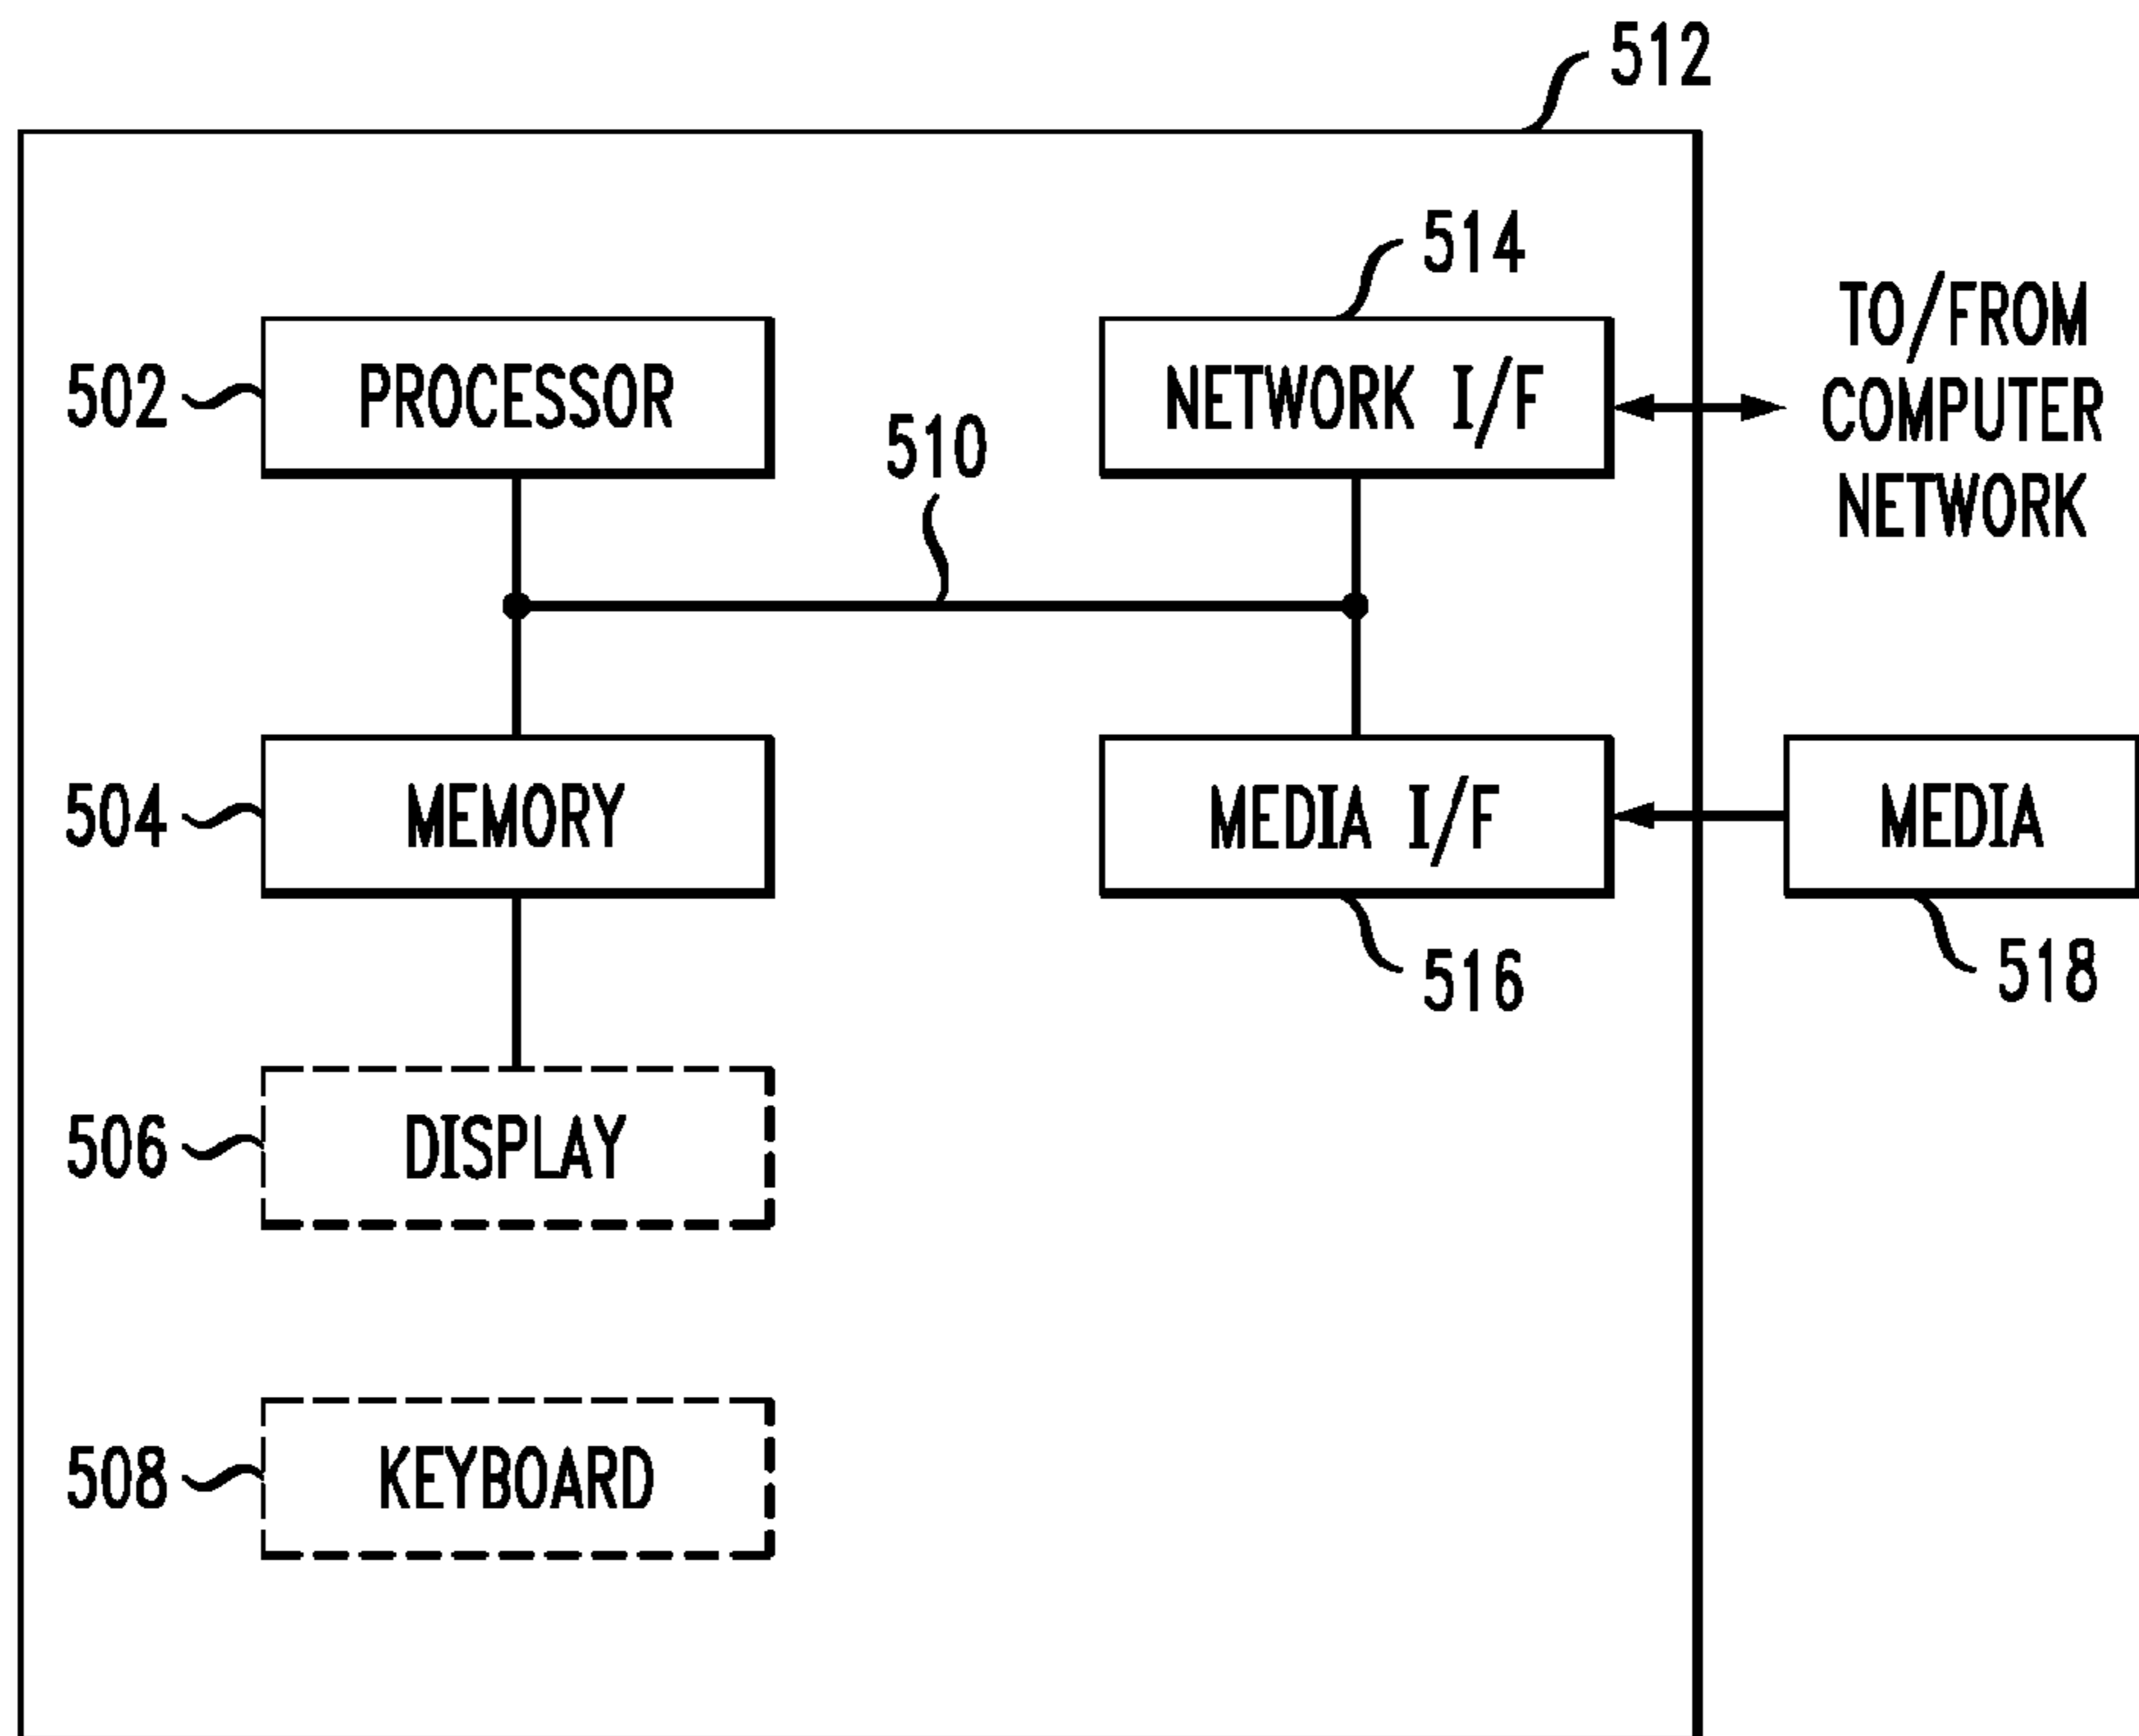 512
514
502
PROCESSOR
NETWORK I/F
TO/FROM
COMPUTER
NETWORK
510
504
MEMORY
MEDIA I/F
MEDIA
516
518
506
DISPLAY
508
KEYBOARD